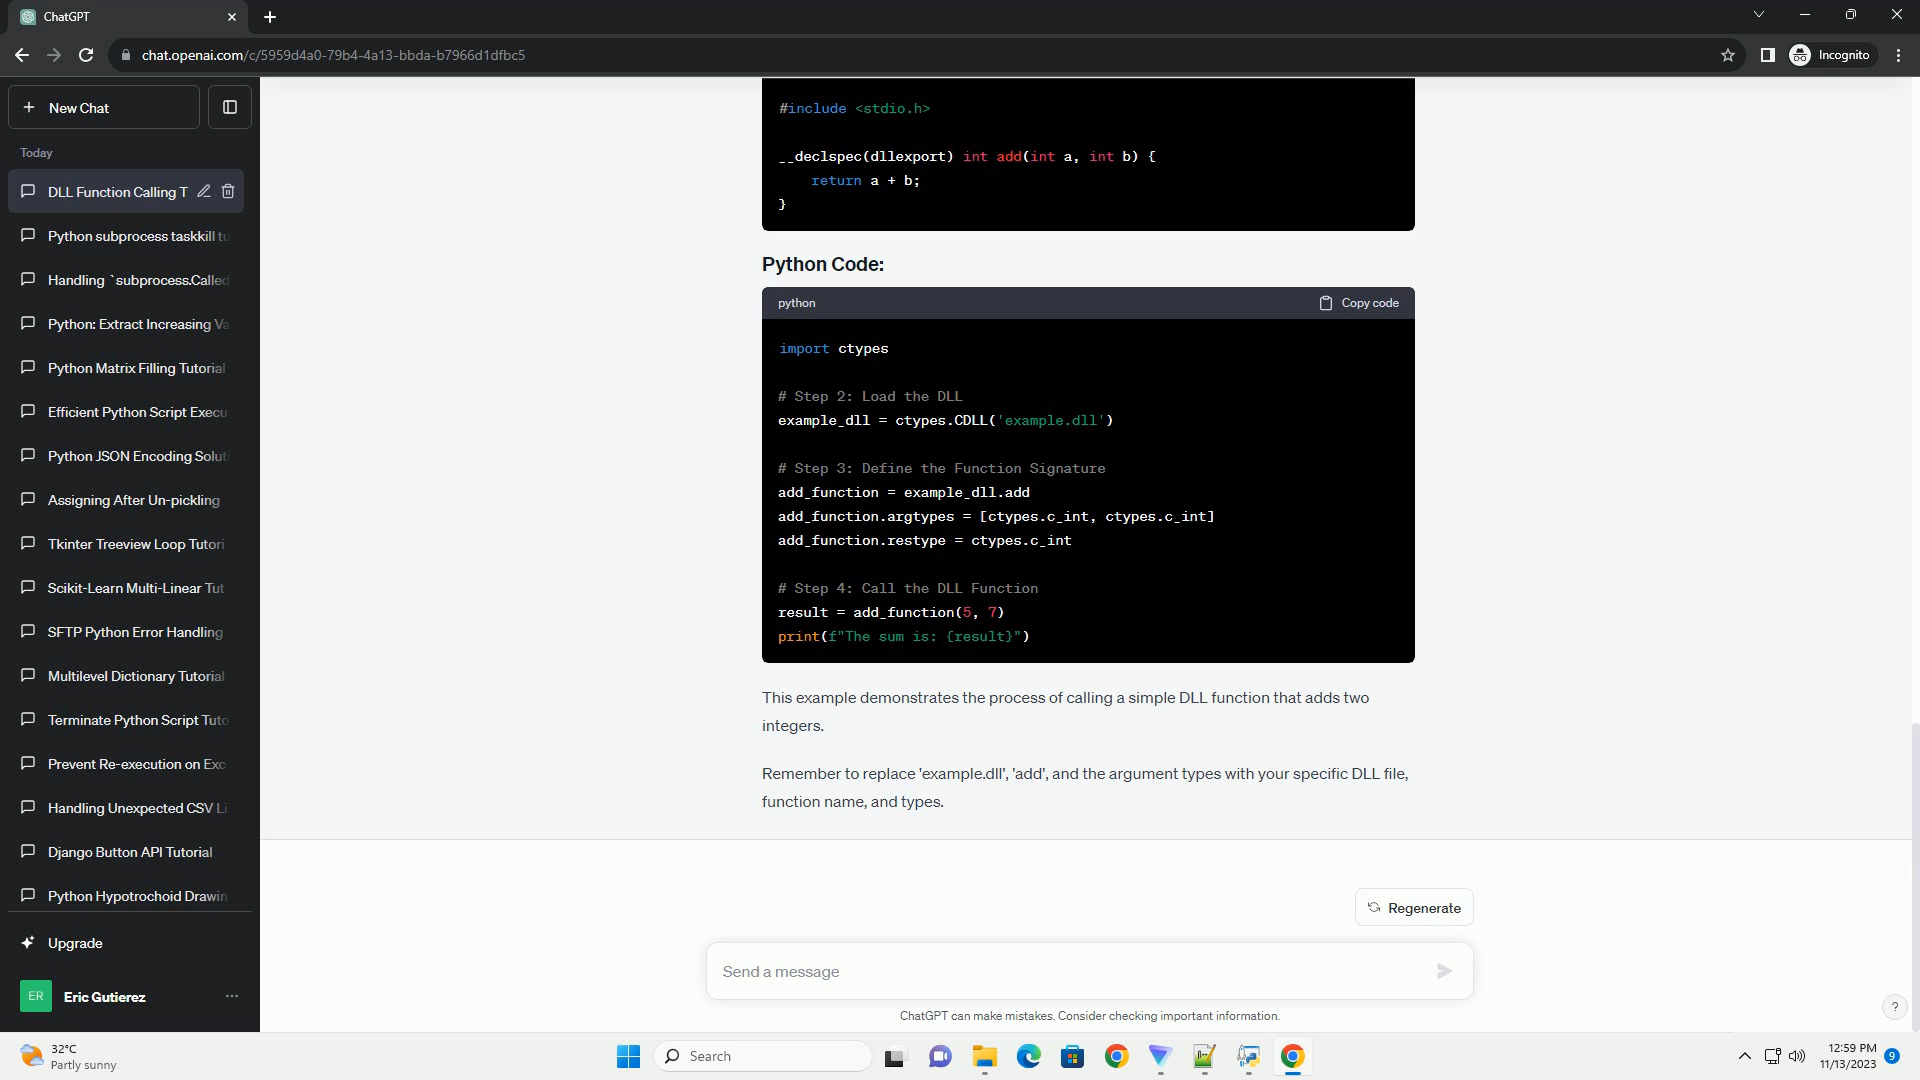 ChatGPT
chat.openai.com/c/5959d4a0-79b4-4a13-bbda-b7966d1dfbc5
Incognito
New Chat
Today
DLL Function Calling T
Python subprocess taskkill tu
Handling `subprocess.Called
Python: Extract Increasing Va
Python Matrix Filling Tutorial
Efficient Python Script Execu
Python JSON Encoding Soluti
Assigning After Un-pickling
Tkinter Treeview Loop Tutori
Scikit-Learn Multi-Linear Tut
SFTP Python Error Handling
Multilevel Dictionary Tutorial
Terminate Python Script Tuto
Prevent Re-execution on Exc
Handling Unexpected CSV Li
Django Button API Tutorial
Python Hypotrochoid Drawin
Upgrade
ER
Eric Gutierez
#include <stdio.h>
__declspec(dllexport) int add(int a, int b) {
return a + b;
}
Python Code:
python
Copy code
import ctypes
# Step 2: Load the DLL
example_dll = ctypes.CDLL('example.dll')
# Step 3: Define the Function Signature
add_function = example_dll.add
add_function.argtypes = [ctypes.c_int, ctypes.c_int]
add_function.restype = ctypes.c_int
# Step 4: Call the DLL Function
result = add_function(5, 7)
print(f"The sum is: {result}")
This example demonstrates the process of calling a simple DLL function that adds two
integers.
Remember to replace 'example.dll', 'add', and the argument types with your specific DLL file,
function name, and types.
Regenerate
Send a message
ChatGPT can make mistakes. Consider checking important information.
?
32°C
Partly sunny
Search
12:59 PM
11/13/2023
9